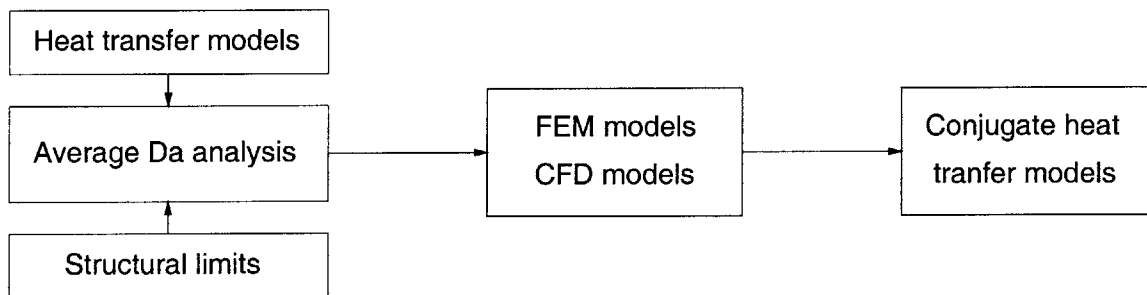 Heat transfer models
Average Da analysis
Structural limits
FEM models
CFD models
Conjugate heat
tranfer models